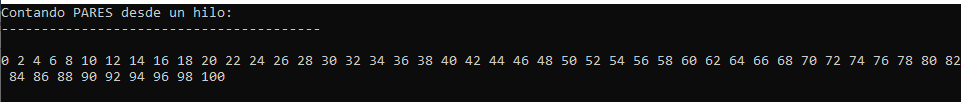 Contando PARES desde un hilo:
----------------------------------------
0 2 4 6 8 10 12 14 16 18 20 22 24 26 28 30 32 34 36 38 40 42 44 46 48 50 52 54 56 58 60 62 64 66 68 70 72 74 76 78 80 82
84 86 88 90 92 94 96 98 100